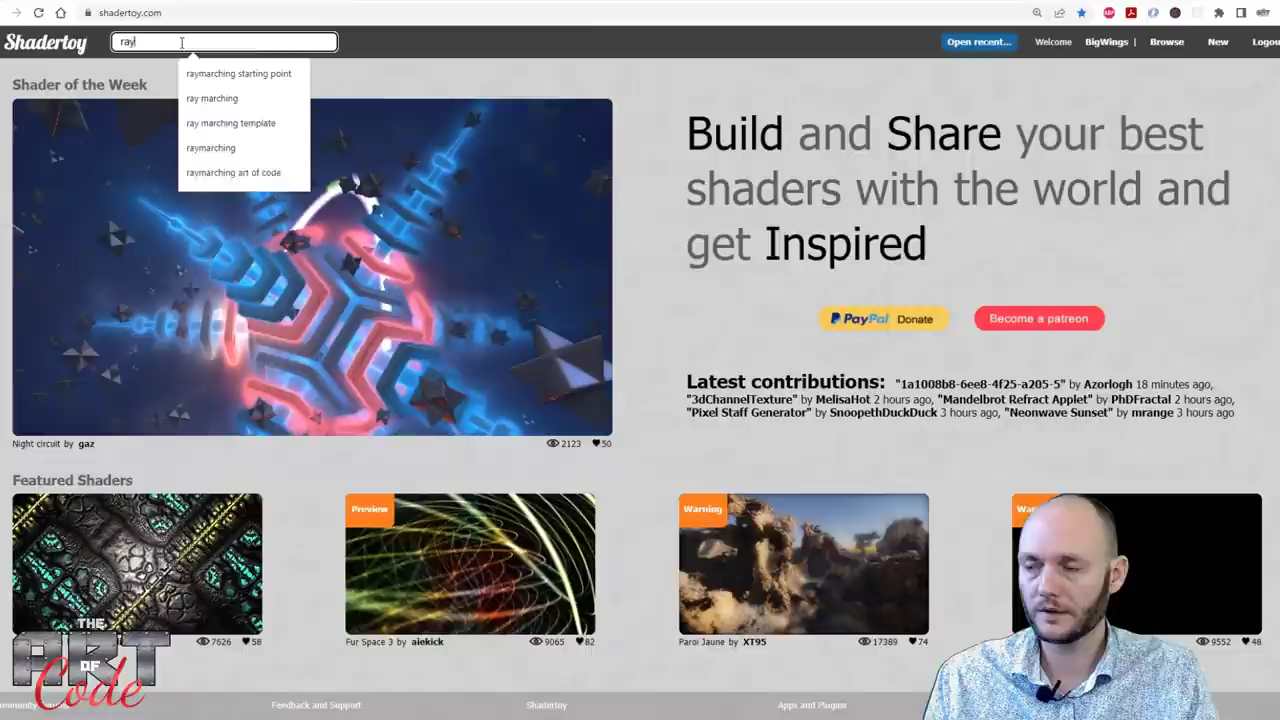 shadertoy.com
Shadertoy
ray
Open recent...
Welcome
BigWings |
Browse
New
Logou
raymarching starting point
ray marching
ray marching template
raymarching
raymarching art of code
Shader of the Week
Build and Share your best
shaders with the world and
get Inspired
PayPal Donate
Become a patreon
Latest contributions: "1a1008b8-6ee8-4f25-a205-5" by Azorlogh 18 minutes ago,
"3dChannelTexture" by MelisaHot 2 hours ago, "Mandelbrot Refract Applet" by PhDFractal 2 hours ago,
"Pixel Staff Generator" by SnoopethDuckDuck 3 hours ago, "Neonwave Sunset" by mrange 3 hours ago
Night circuit by gaz
2123
50
Featured Shaders
Preview
Warning
War
7626
58
Fur Space 3 by aiekick
9065
82
Paroi Jaune by XT95
17389
74
9552
48
THE
ART
OF
Code
Feedback and Support
Shadertoy
Apps and Plugins